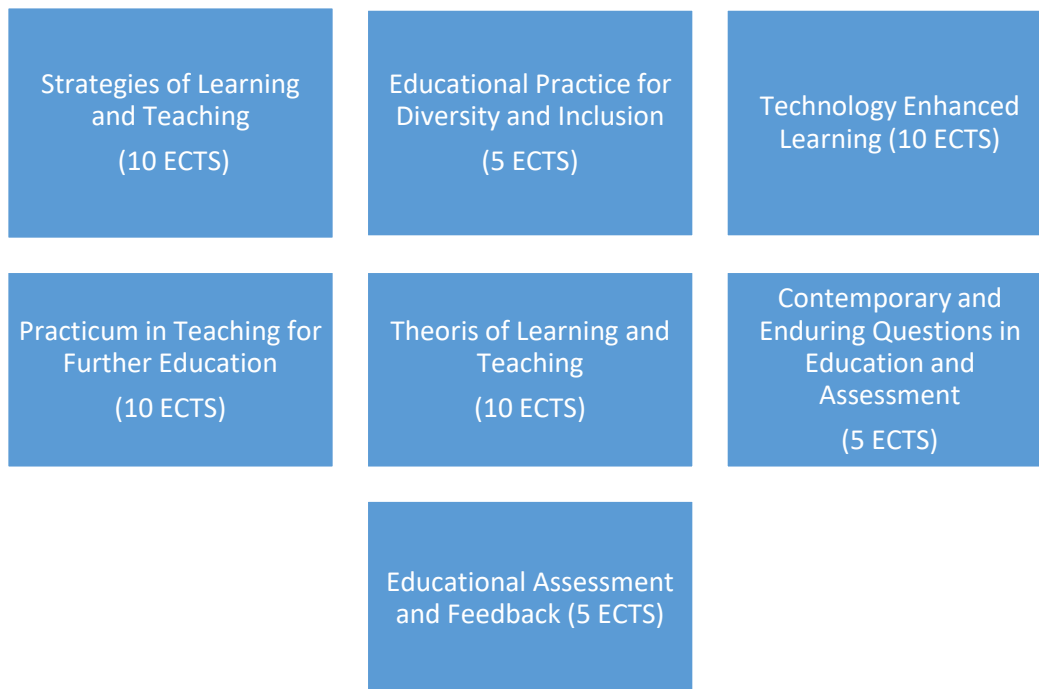 Strategies of Learning
and Teaching
(10 ECTS)
Educational Practice for
Diversity and Inclusion
(5 ECTS)
Technology Enhanced
Learning (10 ECTS)
Practicum in Teaching for
Further Education
(10 ECTS)
Theoris of Learning and
Teaching
(10 ECTS)
Contemporary and
Enduring Questions in
Education and
Assessment
(5 ECTS)
Educational Assessment
and Feedback (5 ECTS)